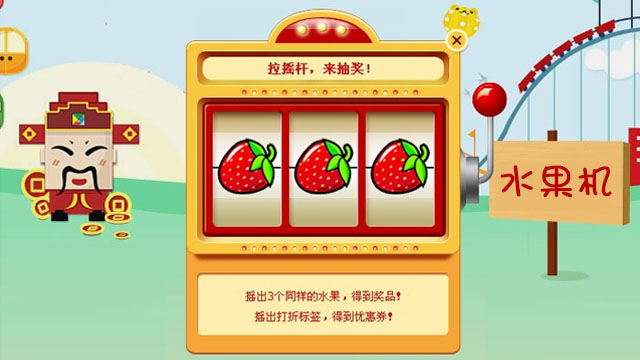 拉摇杆，来抽奖！
水果机
摇出3个同样的水果，得到奖品！
摇出打折标签，得到优惠券！